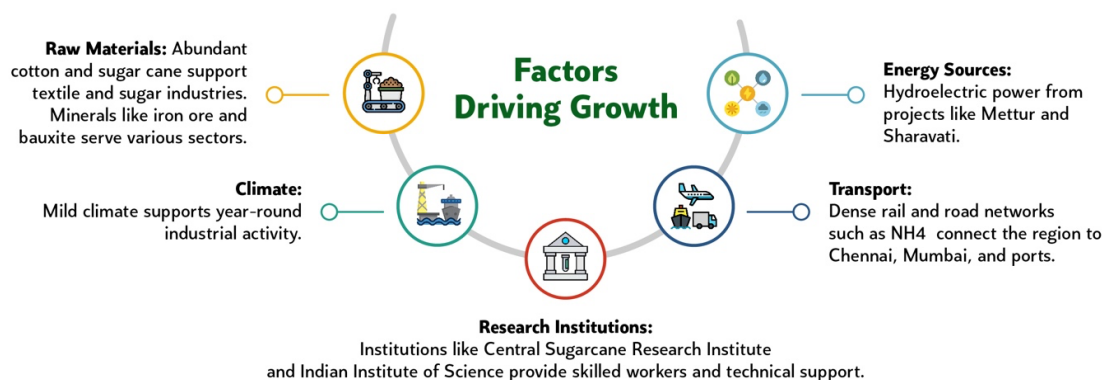 Factors
Driving Growth
Raw Materials: Abundant
cotton and sugar cane support
textile and sugar industries.
Minerals like iron ore and
bauxite serve various sectors.
Climate:
Mild climate supports year-round
industrial activity.
Research Institutions:
Institutions like Central Sugarcane Research Institute
and Indian Institute of Science provide skilled workers and technical support.
Energy Sources:
Hydroelectric power from
projects like Mettur and
Sharavati.
Transport:
Dense rail and road networks
such as NH4 connect the region to
Chennai, Mumbai, and ports.